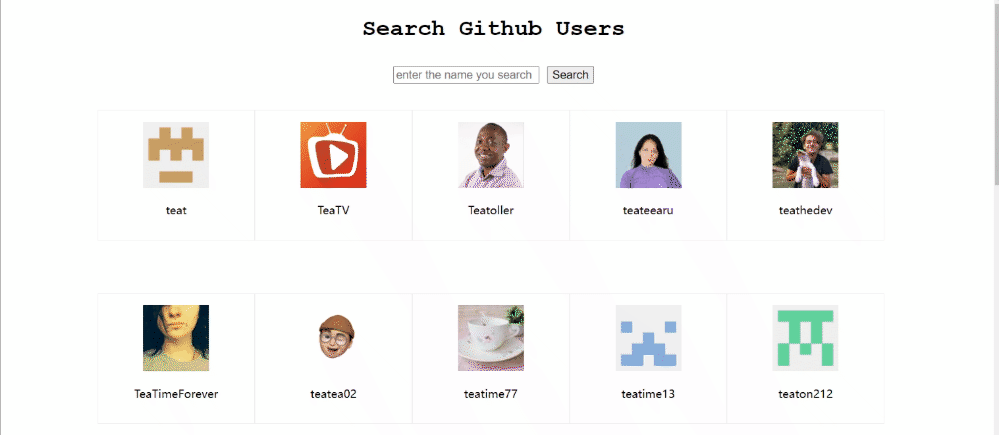 Search Github Users
enter the name you search Search
teat TeaTV Teatoller teateearu teathedev
TeaTimeForever teatea02 teatime77 teatime13 teaton212